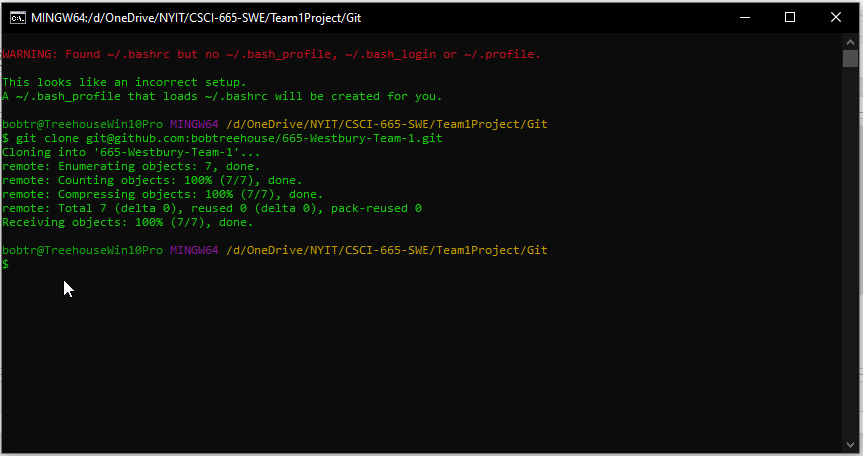 MINGW64:/d/OneDrive/NYIT/CSCI-665-SWE/Team1Project/Git
WARNING: Found ~/.bashrc but no ~/.bash_profile, ~/.bash_login or ~/.profile.
This looks like an incorrect setup.
A ~/.bash_profile that loads ~/.bashrc will be created for you.
bobtr@TreehouseWin10Pro MINGW64 /d/OneDrive/NYIT/CSCI-665-SWE/Team1Project/Git
$ git clone git@github.com:bobtreehouse/665-Westbury-Team-1.git
Cloning into '665-Westbury-Team-1'...
remote: Enumerating objects: 7, done.
remote: Counting objects: 100% (7/7), done.
remote: Compressing objects: 100% (7/7), done.
remote: Total 7 (delta 0), reused 0 (delta 0), pack-reused 0
Receiving objects: 100% (7/7), done.
bobtr@TreehouseWin10Pro MINGW64 /d/OneDrive/NYIT/CSCI-665-SWE/Team1Project/Git
$